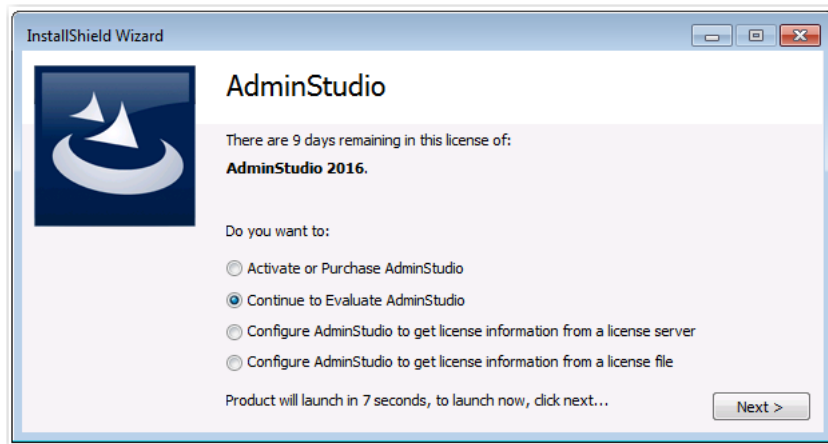 InstallShield Wizard
AdminStudio
There are 9 days remaining in this license of:
AdminStudio 2016.
Do you want to:
Activate or Purchase AdminStudio
Continue to Evaluate AdminStudio
Configure AdminStudio to get license information from a license server
Configure AdminStudio to get license information from a license file
Product will launch in 7 seconds, to launch now, click next...
Next >